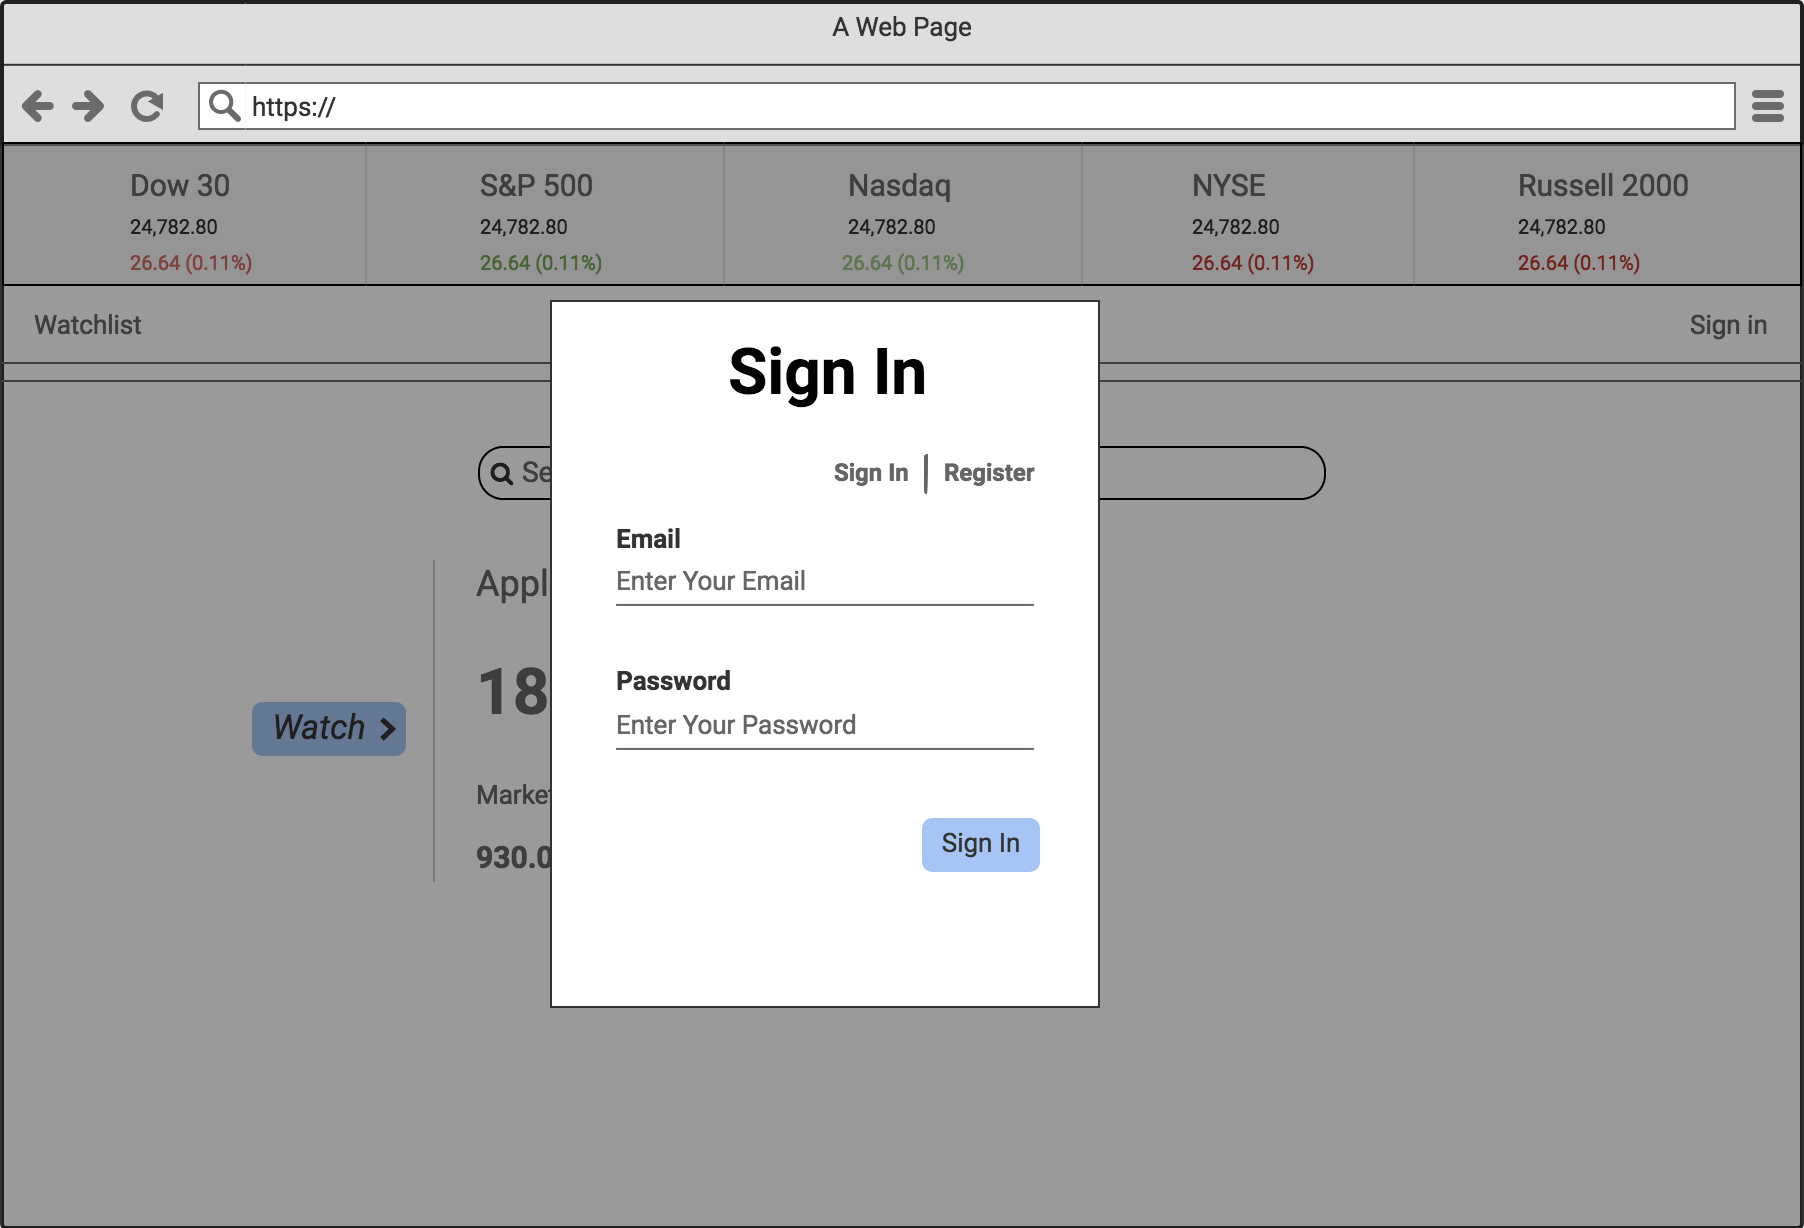 A Web Page
https://
Dow 30
24,782.80
26.64 (0.11%)
S&P 500
24,782.80
26.64 (0.11%)
Nasdaq
24,782.80
26.64 (0.11%)
NYSE
24,782.80
26.64 (0.11%)
Russell 2000
24,782.80
26.64 (0.11%)
Watchlist
Sign in
Sign In
Sign In | Register
Email
Enter Your Email
Password
Enter Your Password
Sign In
Se
Appl
18
Watch
Marke
930.0